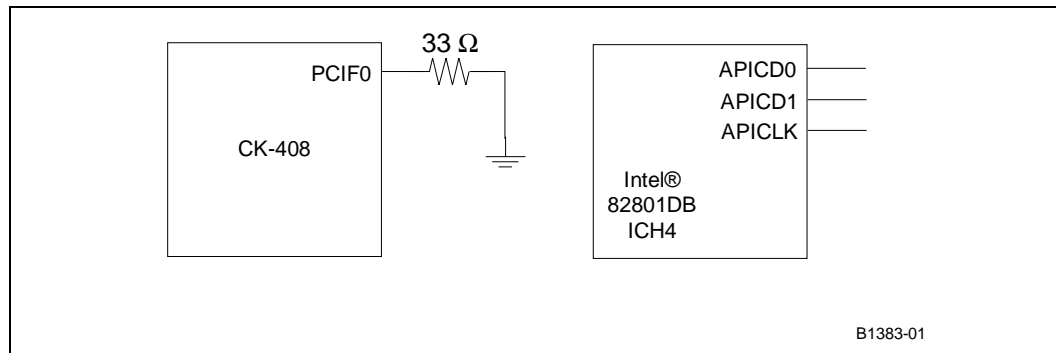 33 Ω
PCIF0
CK-408
APICD0
APICD1
APICLK
Intel®
82801DB
ICH4
B1383-01